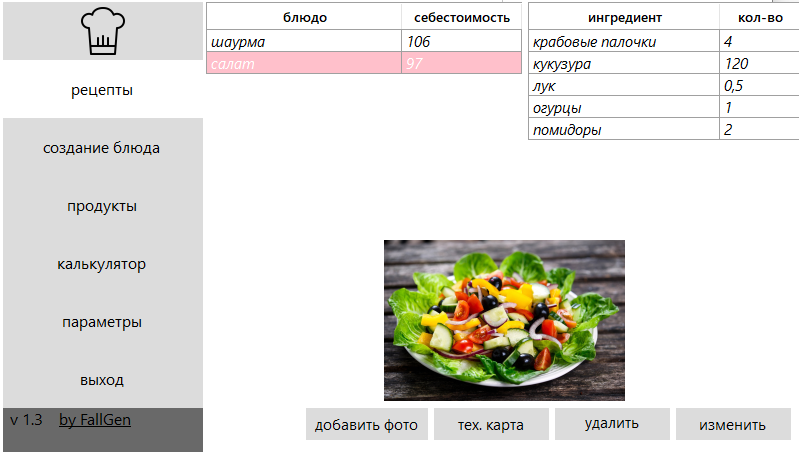 рецепты
создание блюда
продукты
калькулятор
параметры
выход
v 1.3 by FallGen
блюдо себестоимость
шаурма 106
салат 97
ингредиент кол-во
крабовые палочки 4
кукузура 120
лук 0,5
огурцы 1
помидоры 2
добавить фото тех. карта удалить изменить